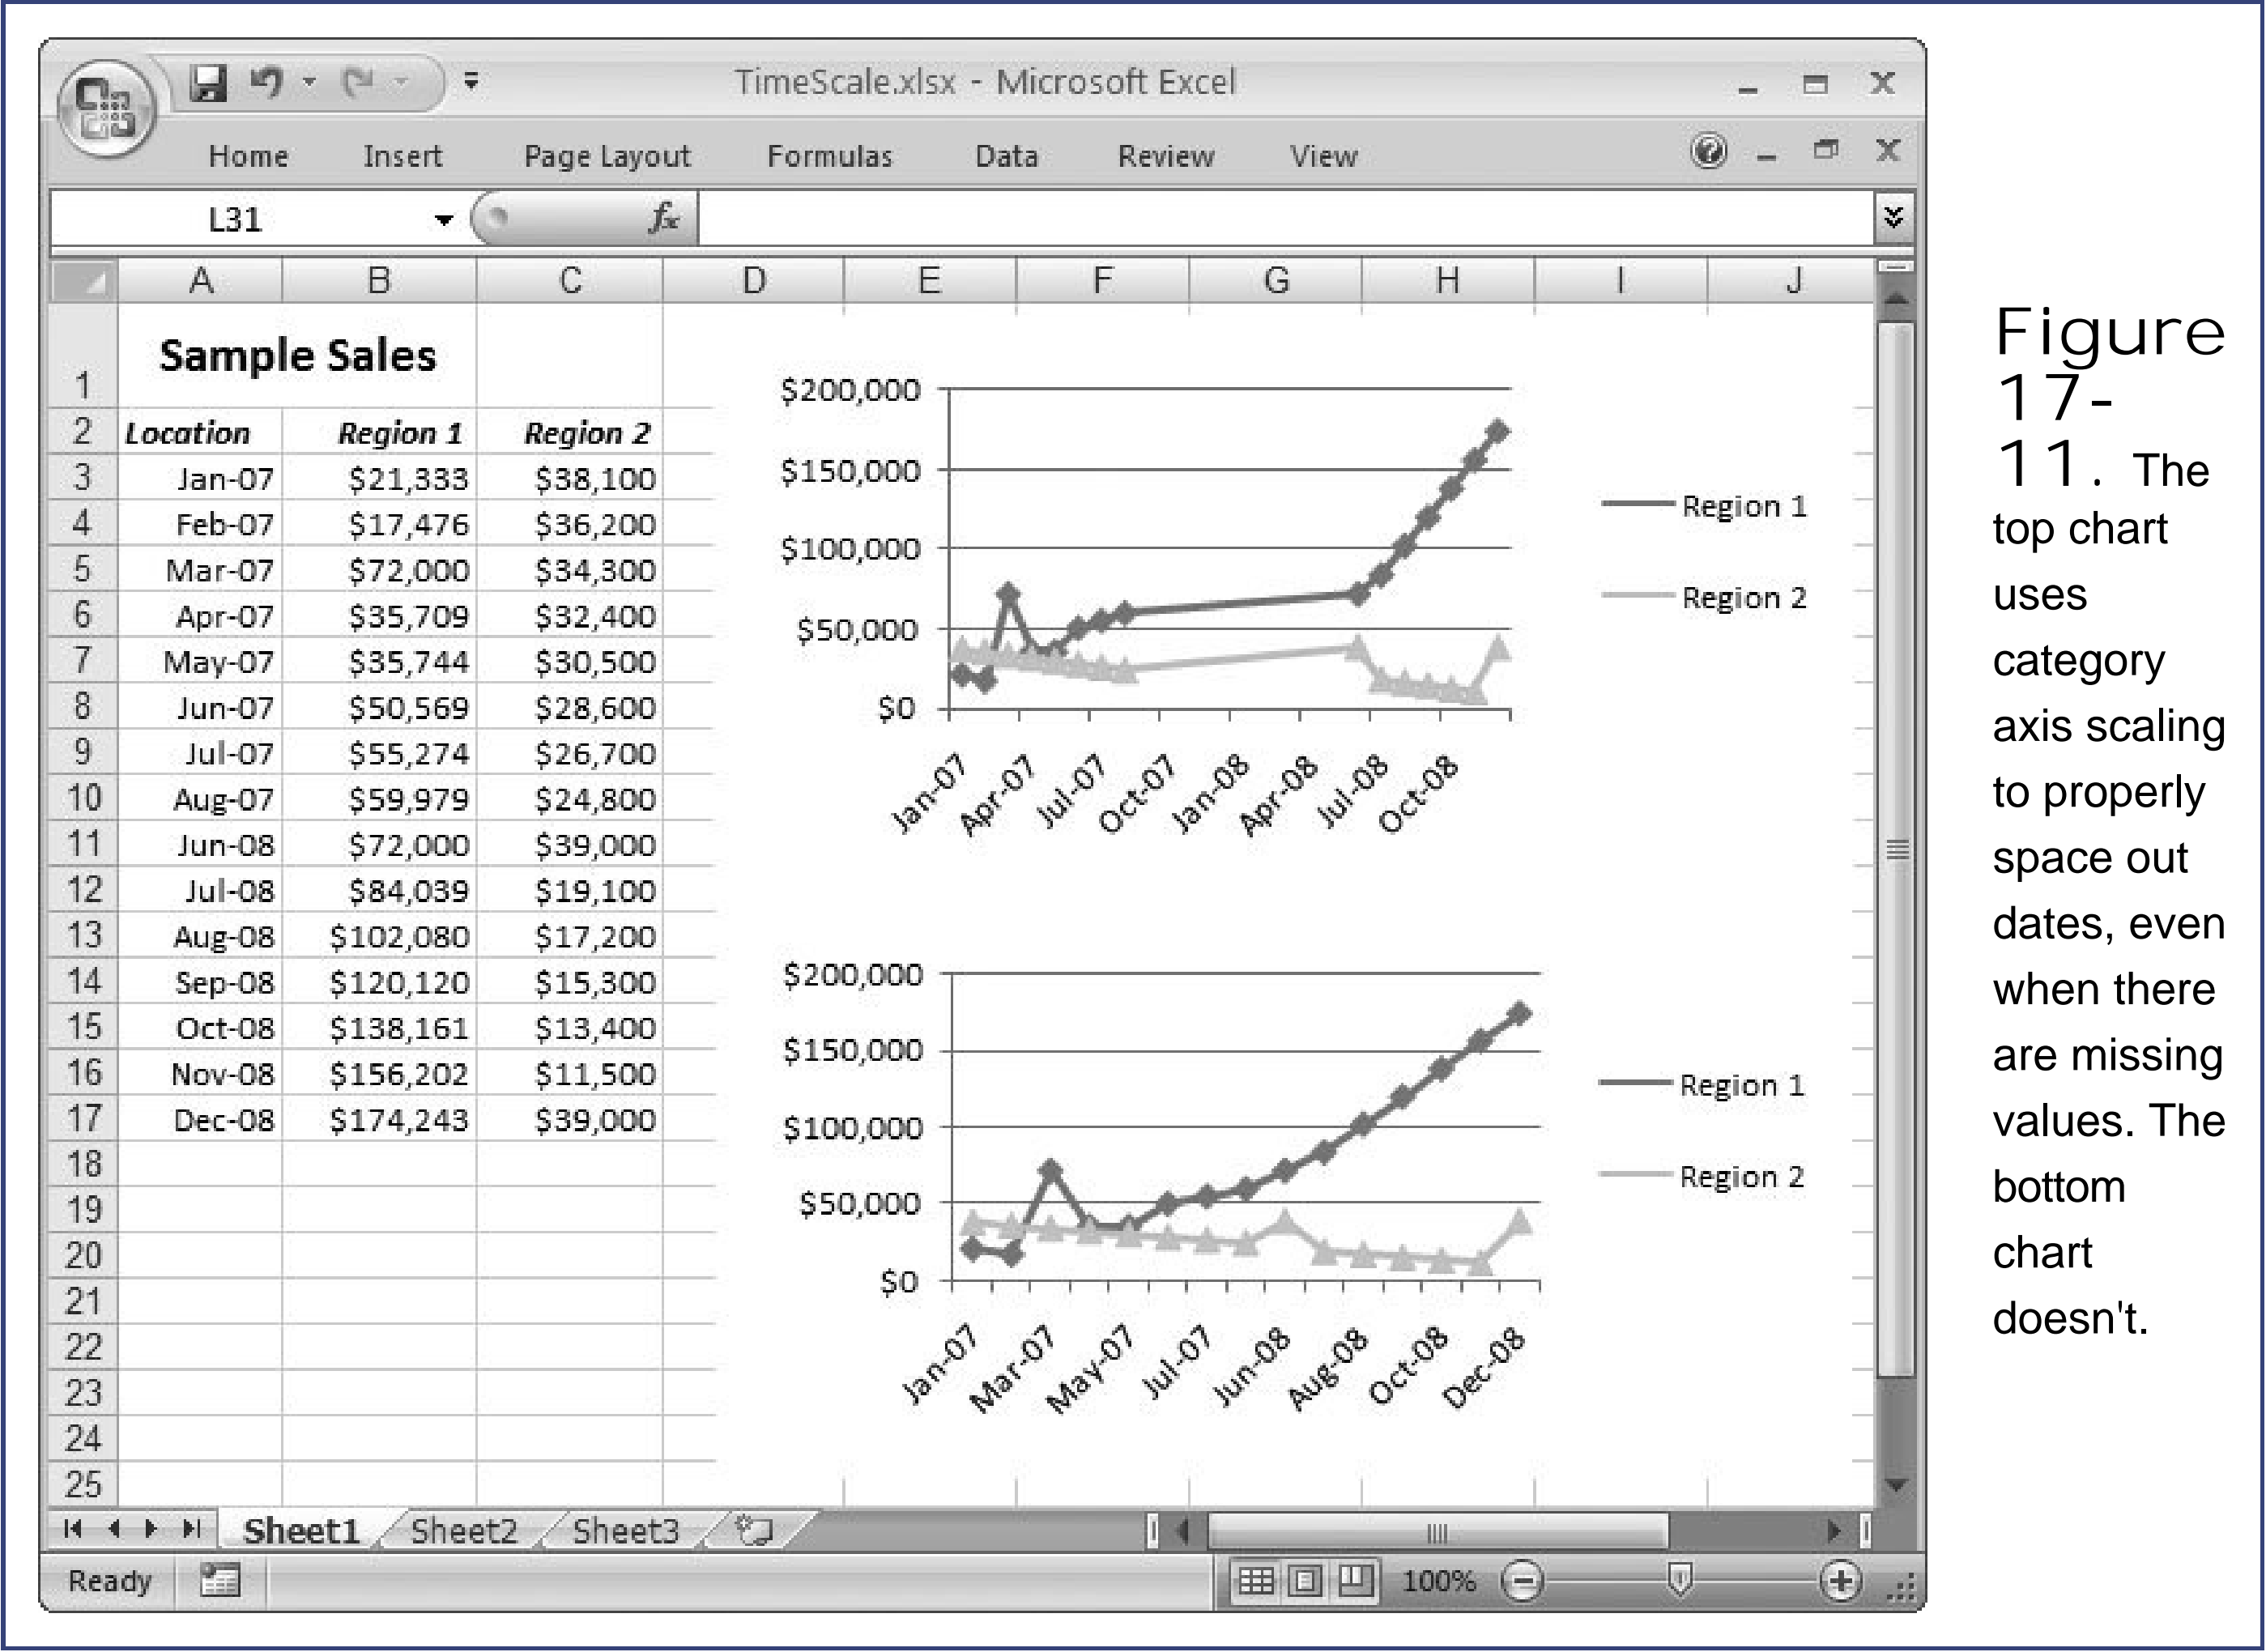 TimeScale.xlsx - Microsoft Excel
Home Insert Page Layout Formulas Data Review View
L31 fx
A B C D E F G H I J
1 Sample Sales
2 Location Region 1 Region 2
3 Jan-07 $21,333 $38,100
4 Feb-07 $17,476 $36,200
5 Mar-07 $72,000 $34,300
6 Apr-07 $35,709 $32,400
7 May-07 $35,744 $30,500
8 Jun-07 $50,569 $28,600
9 Jul-07 $55,274 $26,700
10 Aug-07 $59,979 $24,800
11 Jun-08 $72,000 $39,000
12 Jul-08 $84,039 $19,100
13 Aug-08 $102,080 $17,200
14 Sep-08 $120,120 $15,300
15 Oct-08 $138,161 $13,400
16 Nov-08 $156,202 $11,500
17 Dec-08 $174,243 $39,000
18
19
20
21
22
23
24
25
$200,000
$150,000
$100,000
$50,000
$0
Jan-07 Apr-07 Jul-07 Oct-07 Jan-08 Apr-08 Jul-08 Oct-08
Region 1
Region 2
$200,000
$150,000
$100,000
$50,000
$0
Jan-07 Mar-07 May-07 Jul-07 Jun-08 Aug-08 Oct-08 Dec-08
Region 1
Region 2
Sheet1 Sheet2 Sheet3
Ready 100%
Figure
17-
11. The
top chart
uses
category
axis scaling
to properly
space out
dates, even
when there
are missing
values. The
bottom
chart
doesn't.